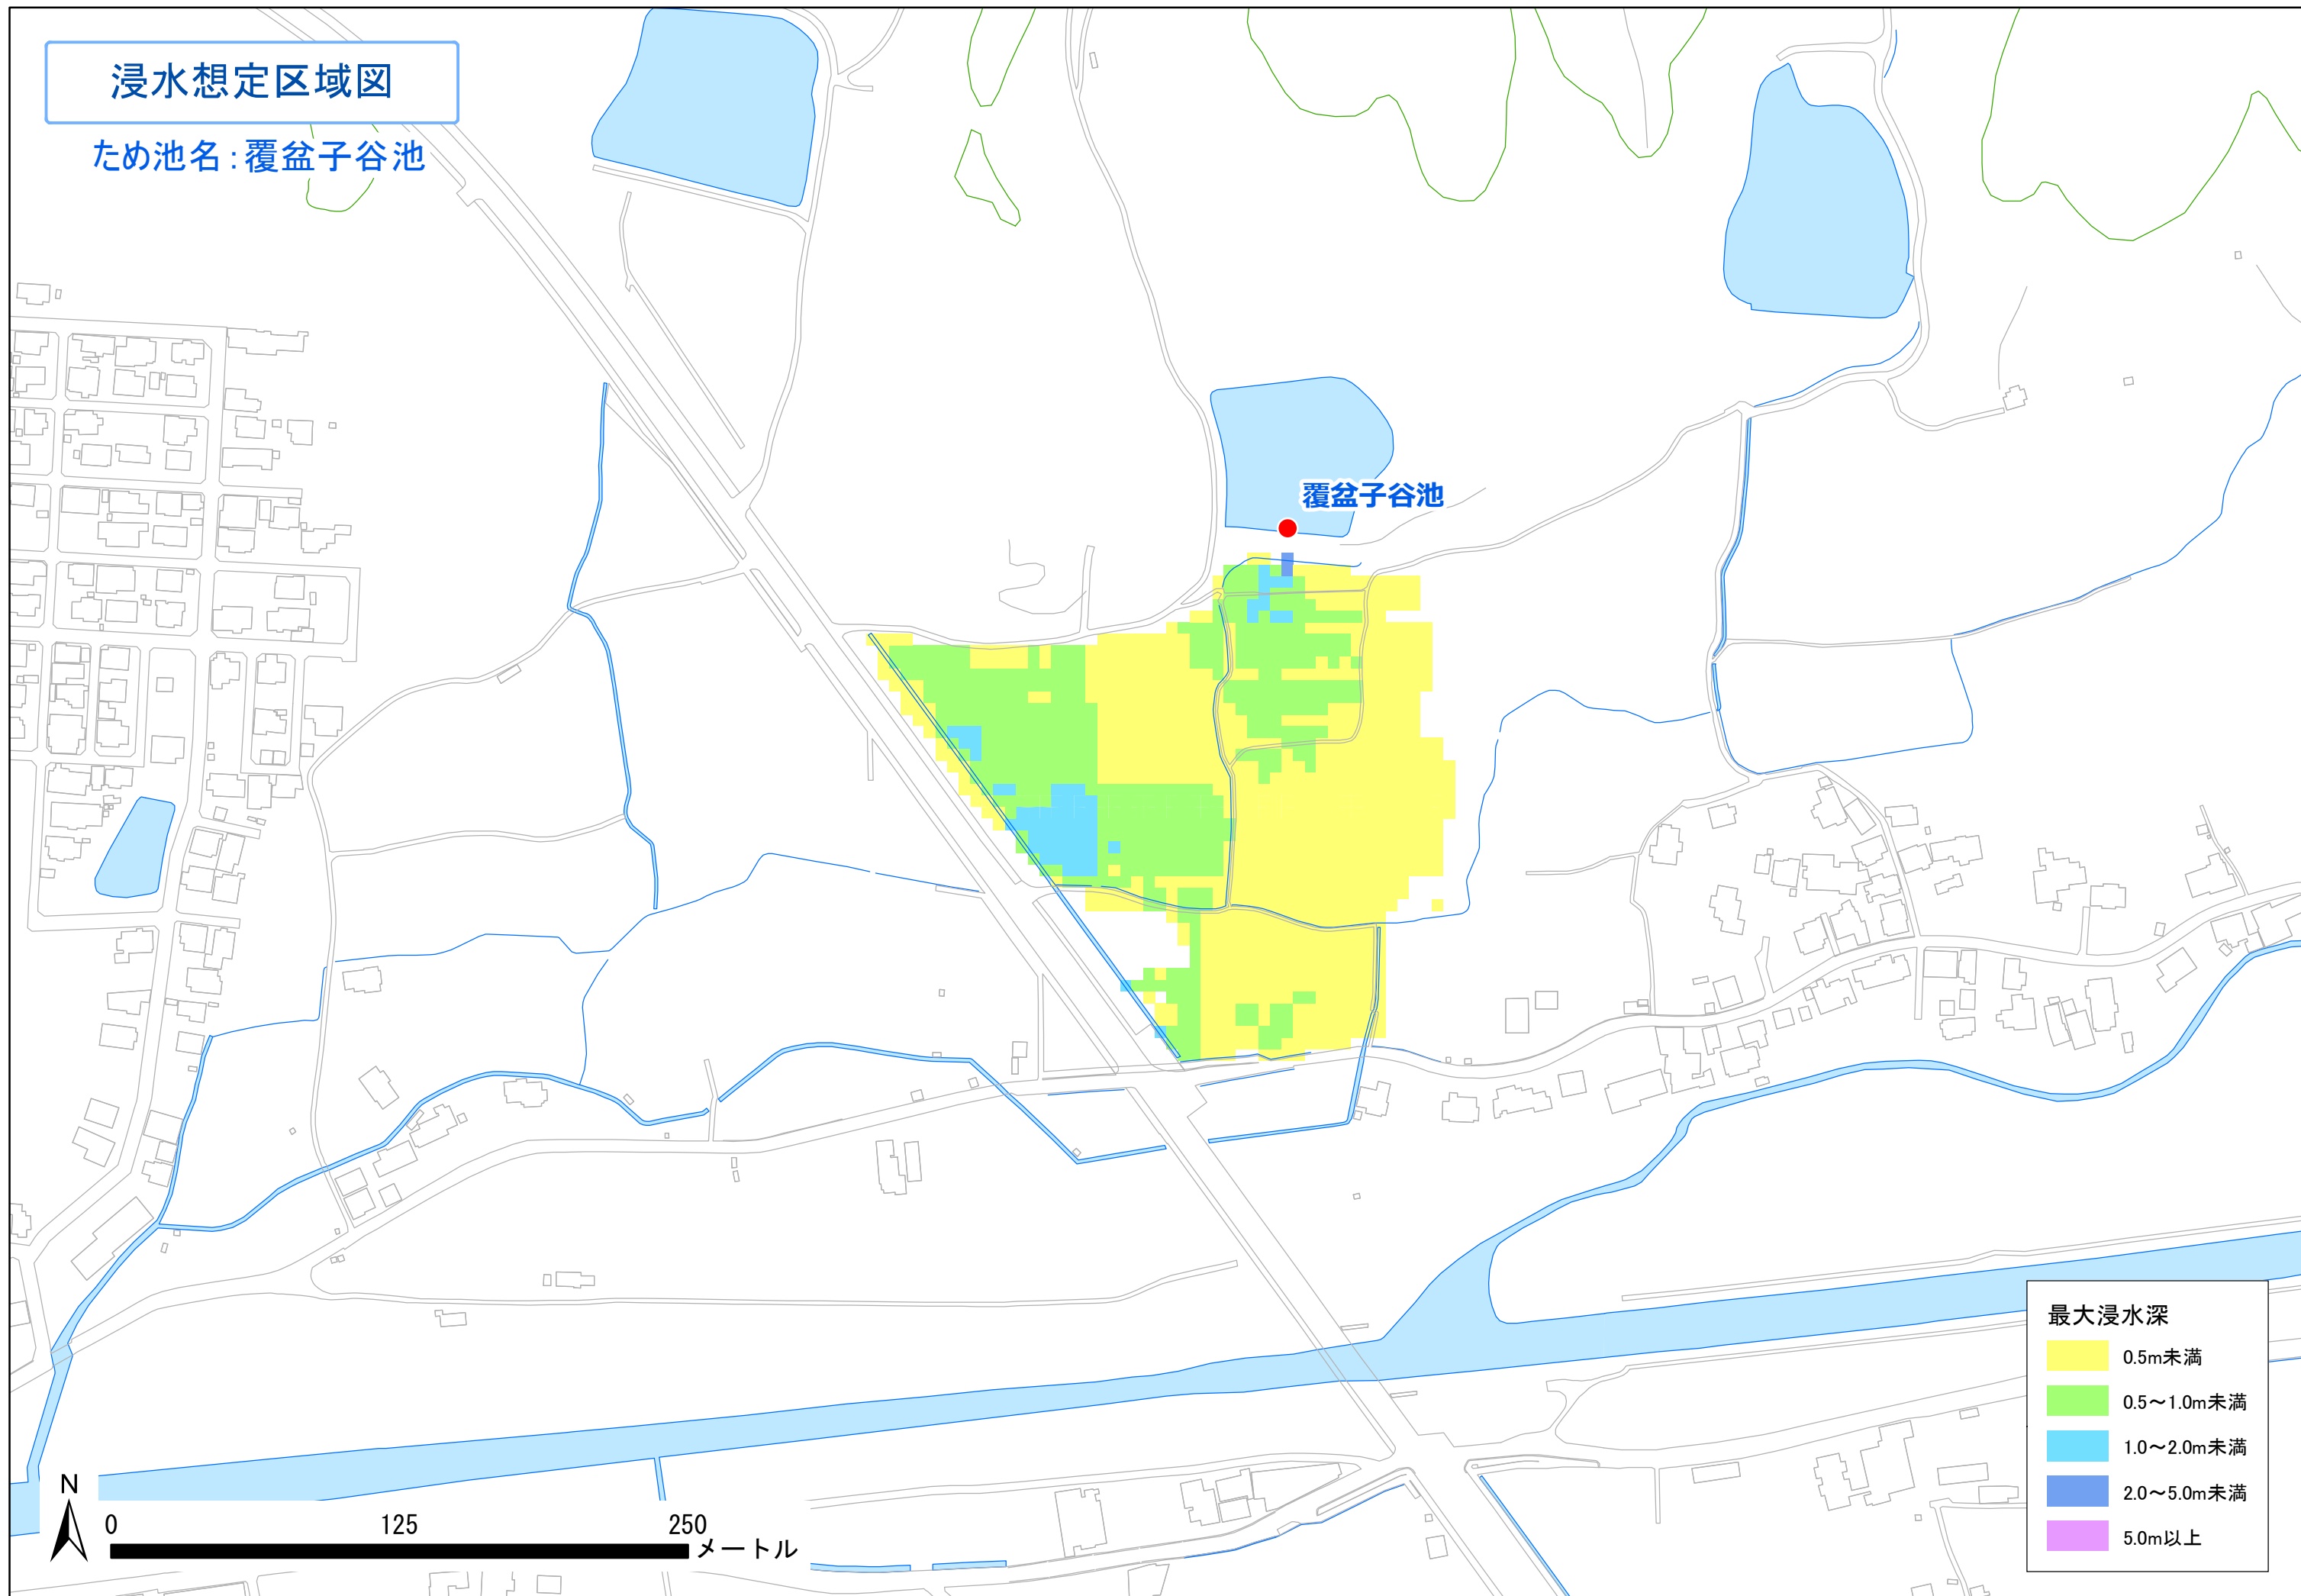 浸水想定区域図
ため池名：覆盆子谷池
覆盆子谷池
最大浸水深
0.5m未満
0.5～1.0m未満
1.0～2.0m未満
2.0～5.0m未満
5.0m以上
N
0 125 250
メートル